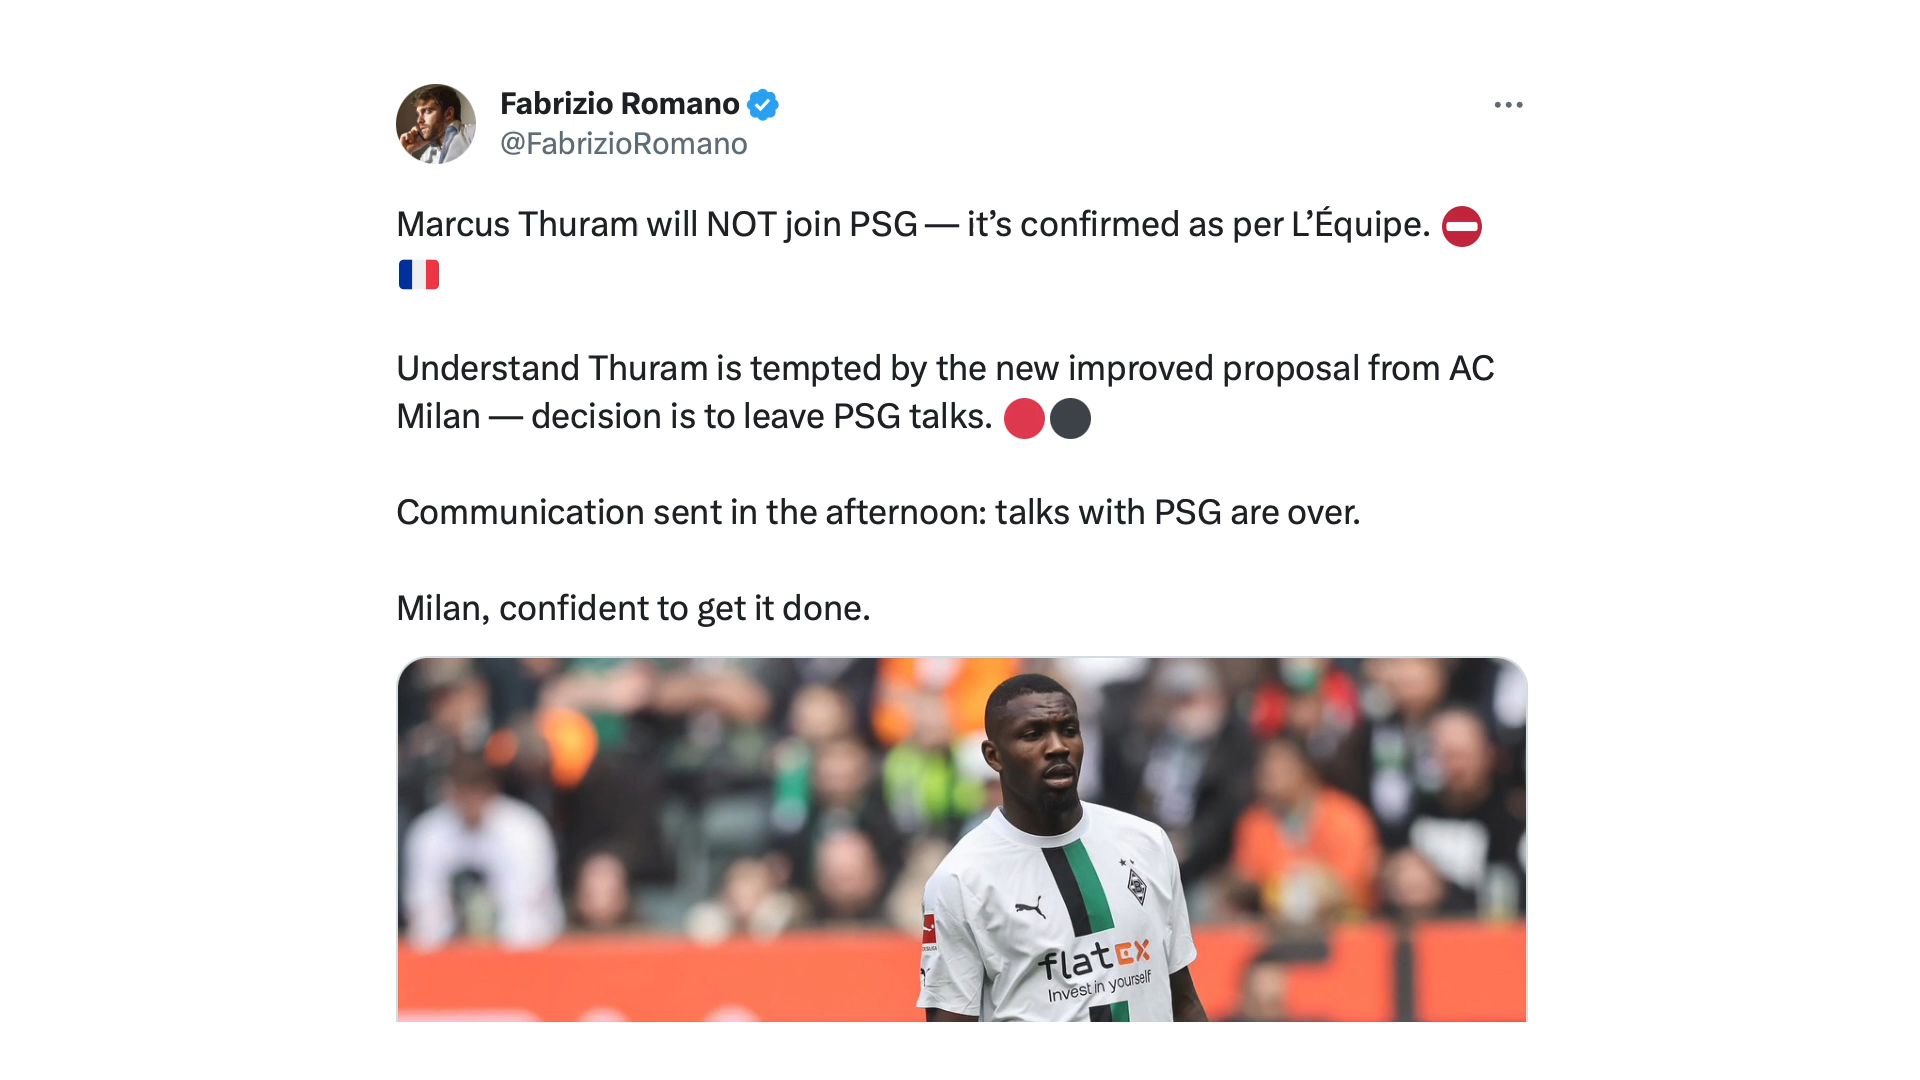 Fabrizio Romano
@FabrizioRomano
Marcus Thuram will NOT join PSG — it’s confirmed as per L’Équipe. ⛔
🇫🇷
Understand Thuram is tempted by the new improved proposal from AC
Milan — decision is to leave PSG talks. 🔴⚫
Communication sent in the afternoon: talks with PSG are over.
Milan, confident to get it done.
flatex
Invest in yourself